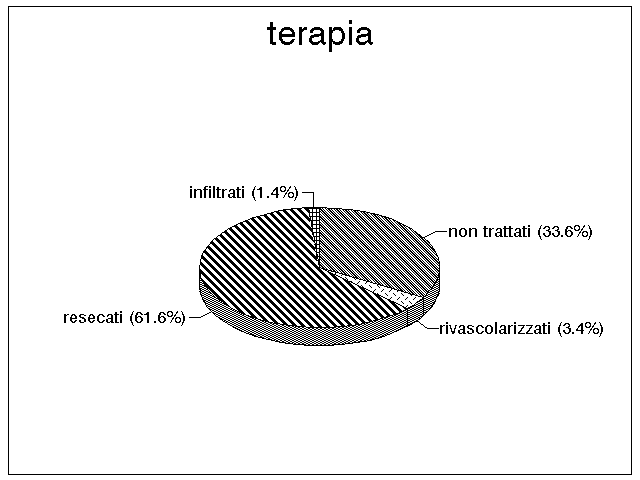 terapia
infiltrati (1.4%)
non trattati (33.6%)
resecati (61.6%)
rivascolarizzati (3.4%)